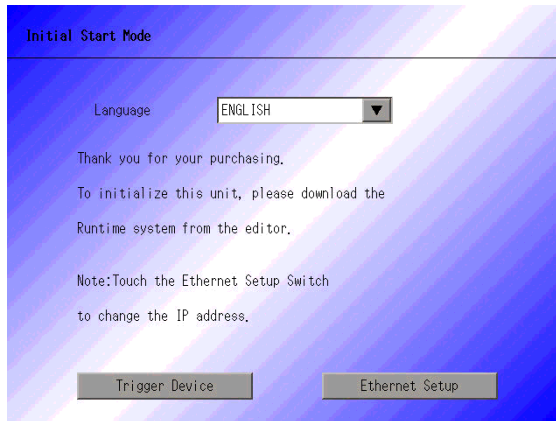 Initial Start Mode
Language ENGLISH
Thank you for your purchasing.
To initialize this unit, please download the
Runtime system from the editor.
Note:Touch the Ethernet Setup Switch
to change the IP address.
Trigger Device Ethernet Setup